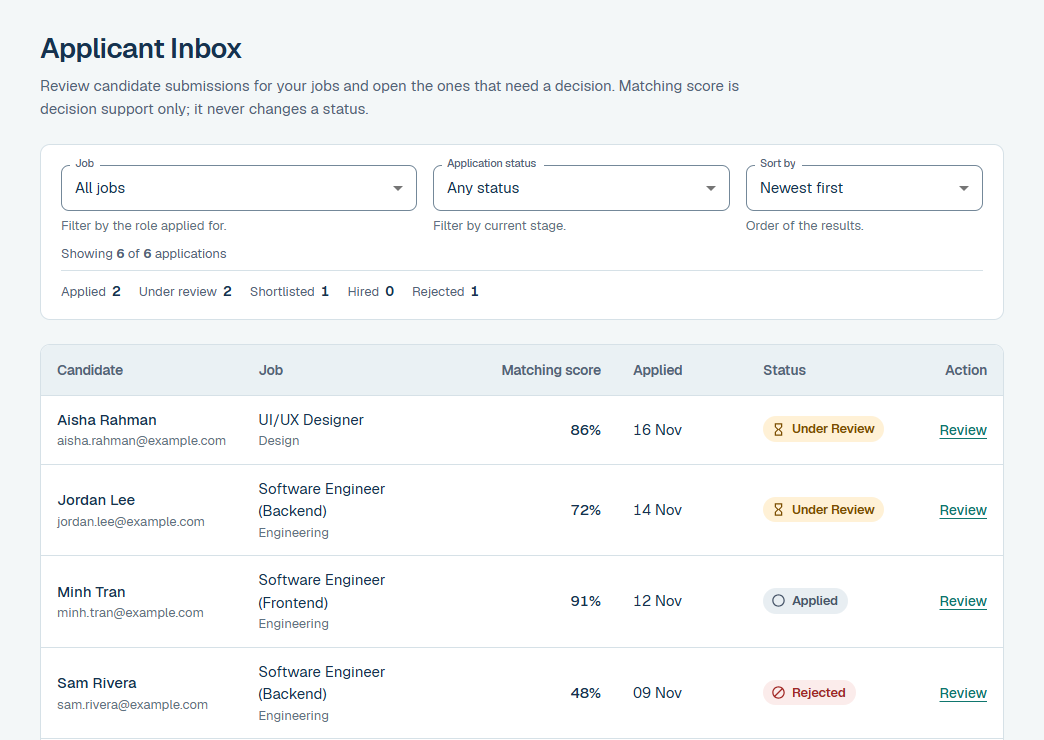 Applicant Inbox
Review candidate submissions for your jobs and open the ones that need a decision. Matching score is
decision support only; it never changes a status.
Job
All jobs
Filter by the role applied for.
Application status
Any status
Filter by current stage.
Sort by
Newest first
Order of the results.
Showing 6 of 6 applications
Applied 2 Under review 2 Shortlisted 1 Hired 0 Rejected 1
Candidate Job Matching score Applied Status Action
Aisha Rahman
aisha.rahman@example.com
UI/UX Designer
Design
86%
16 Nov
Under Review
Review
Jordan Lee
jordan.lee@example.com
Software Engineer
(Backend)
Engineering
72%
14 Nov
Under Review
Review
Minh Tran
minh.tran@example.com
Software Engineer
(Frontend)
Engineering
91%
12 Nov
Applied
Review
Sam Rivera
sam.rivera@example.com
Software Engineer
(Backend)
Engineering
48%
09 Nov
Rejected
Review